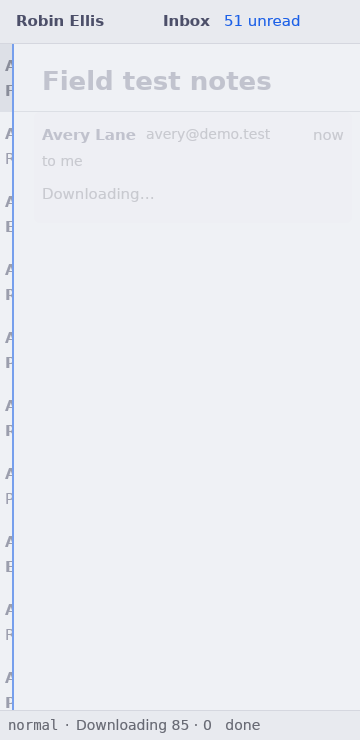 Robin Ellis Inbox 51 unread
Field test notes
Avery Lane avery@demo.test now
to me
Downloading…
normal · Downloading 85 · 0 done